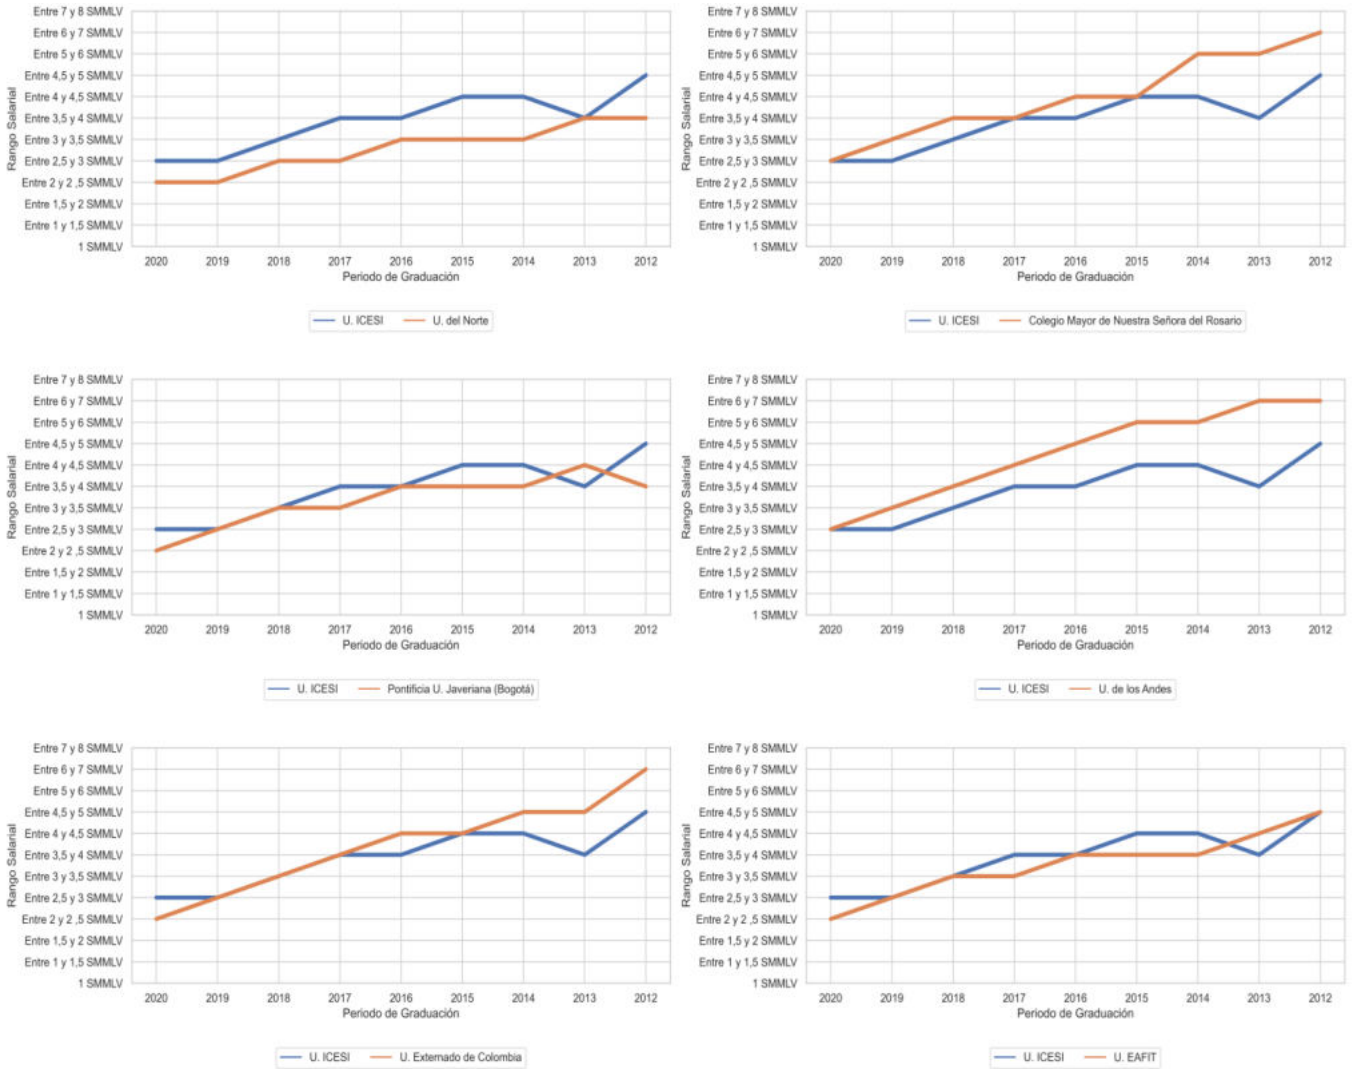 Entre 7 y 8 SMMLV
Entre 6 y 7 SMMLV
Entre 5 y 6 SMMLV
Entre 4,5 y 5 SMMLV
Entre 4 y 4,5 SMMLV
Entre 3,5 y 4 SMMLV
Entre 3 y 3,5 SMMLV
Entre 2,5 y 3 SMMLV
Entre 2 y 2 ,5 SMMLV
Entre 1,5 y 2 SMMLV
Entre 1 y 1,5 SMMLV
1 SMMLV
Rango Salarial
2020 2019 2018 2017 2016 2015 2014 2013 2012
Periodo de Graduación
U. ICESI U. del Norte
Entre 7 y 8 SMMLV
Entre 6 y 7 SMMLV
Entre 5 y 6 SMMLV
Entre 4,5 y 5 SMMLV
Entre 4 y 4,5 SMMLV
Entre 3,5 y 4 SMMLV
Entre 3 y 3,5 SMMLV
Entre 2,5 y 3 SMMLV
Entre 2 y 2 ,5 SMMLV
Entre 1,5 y 2 SMMLV
Entre 1 y 1,5 SMMLV
1 SMMLV
Rango Salarial
2020 2019 2018 2017 2016 2015 2014 2013 2012
Periodo de Graduación
U. ICESI Colegio Mayor de Nuestra Señora del Rosario
Entre 7 y 8 SMMLV
Entre 6 y 7 SMMLV
Entre 5 y 6 SMMLV
Entre 4,5 y 5 SMMLV
Entre 4 y 4,5 SMMLV
Entre 3,5 y 4 SMMLV
Entre 3 y 3,5 SMMLV
Entre 2,5 y 3 SMMLV
Entre 2 y 2 ,5 SMMLV
Entre 1,5 y 2 SMMLV
Entre 1 y 1,5 SMMLV
1 SMMLV
Rango Salarial
2020 2019 2018 2017 2016 2015 2014 2013 2012
Periodo de Graduación
U. ICESI Pontificia U. Javeriana (Bogotá)
Entre 7 y 8 SMMLV
Entre 6 y 7 SMMLV
Entre 5 y 6 SMMLV
Entre 4,5 y 5 SMMLV
Entre 4 y 4,5 SMMLV
Entre 3,5 y 4 SMMLV
Entre 3 y 3,5 SMMLV
Entre 2,5 y 3 SMMLV
Entre 2 y 2 ,5 SMMLV
Entre 1,5 y 2 SMMLV
Entre 1 y 1,5 SMMLV
1 SMMLV
Rango Salarial
2020 2019 2018 2017 2016 2015 2014 2013 2012
Periodo de Graduación
U. ICESI U. de los Andes
Entre 7 y 8 SMMLV
Entre 6 y 7 SMMLV
Entre 5 y 6 SMMLV
Entre 4,5 y 5 SMMLV
Entre 4 y 4,5 SMMLV
Entre 3,5 y 4 SMMLV
Entre 3 y 3,5 SMMLV
Entre 2,5 y 3 SMMLV
Entre 2 y 2 ,5 SMMLV
Entre 1,5 y 2 SMMLV
Entre 1 y 1,5 SMMLV
1 SMMLV
Rango Salarial
2020 2019 2018 2017 2016 2015 2014 2013 2012
Periodo de Graduación
U. ICESI U. Externado de Colombia
Entre 7 y 8 SMMLV
Entre 6 y 7 SMMLV
Entre 5 y 6 SMMLV
Entre 4,5 y 5 SMMLV
Entre 4 y 4,5 SMMLV
Entre 3,5 y 4 SMMLV
Entre 3 y 3,5 SMMLV
Entre 2,5 y 3 SMMLV
Entre 2 y 2 ,5 SMMLV
Entre 1,5 y 2 SMMLV
Entre 1 y 1,5 SMMLV
1 SMMLV
Rango Salarial
2020 2019 2018 2017 2016 2015 2014 2013 2012
Periodo de Graduación
U. ICESI U. EAFIT